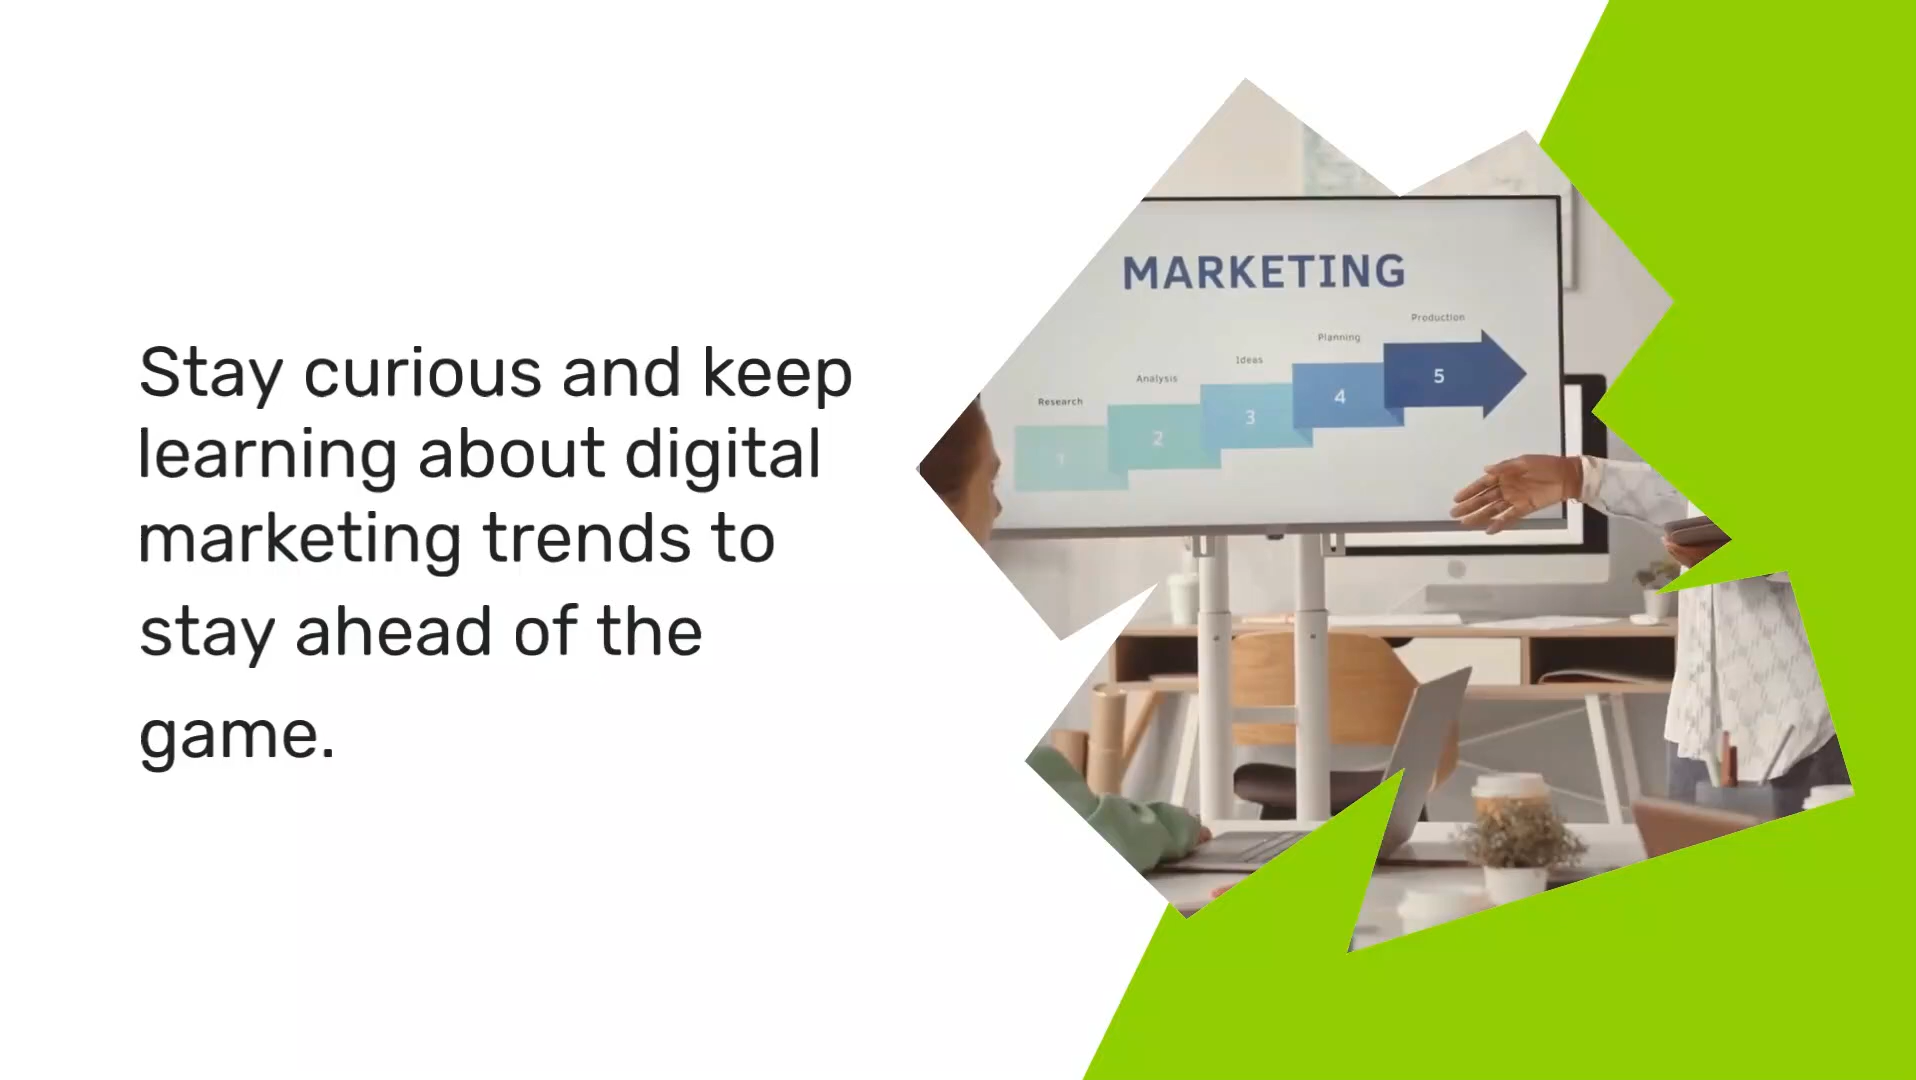 Stay curious and keep
learning about digital
marketing trends to
stay ahead of the
game.
MARKETING
Production
Planning
Ideas
Analysis
Research
1
2
3
4
5